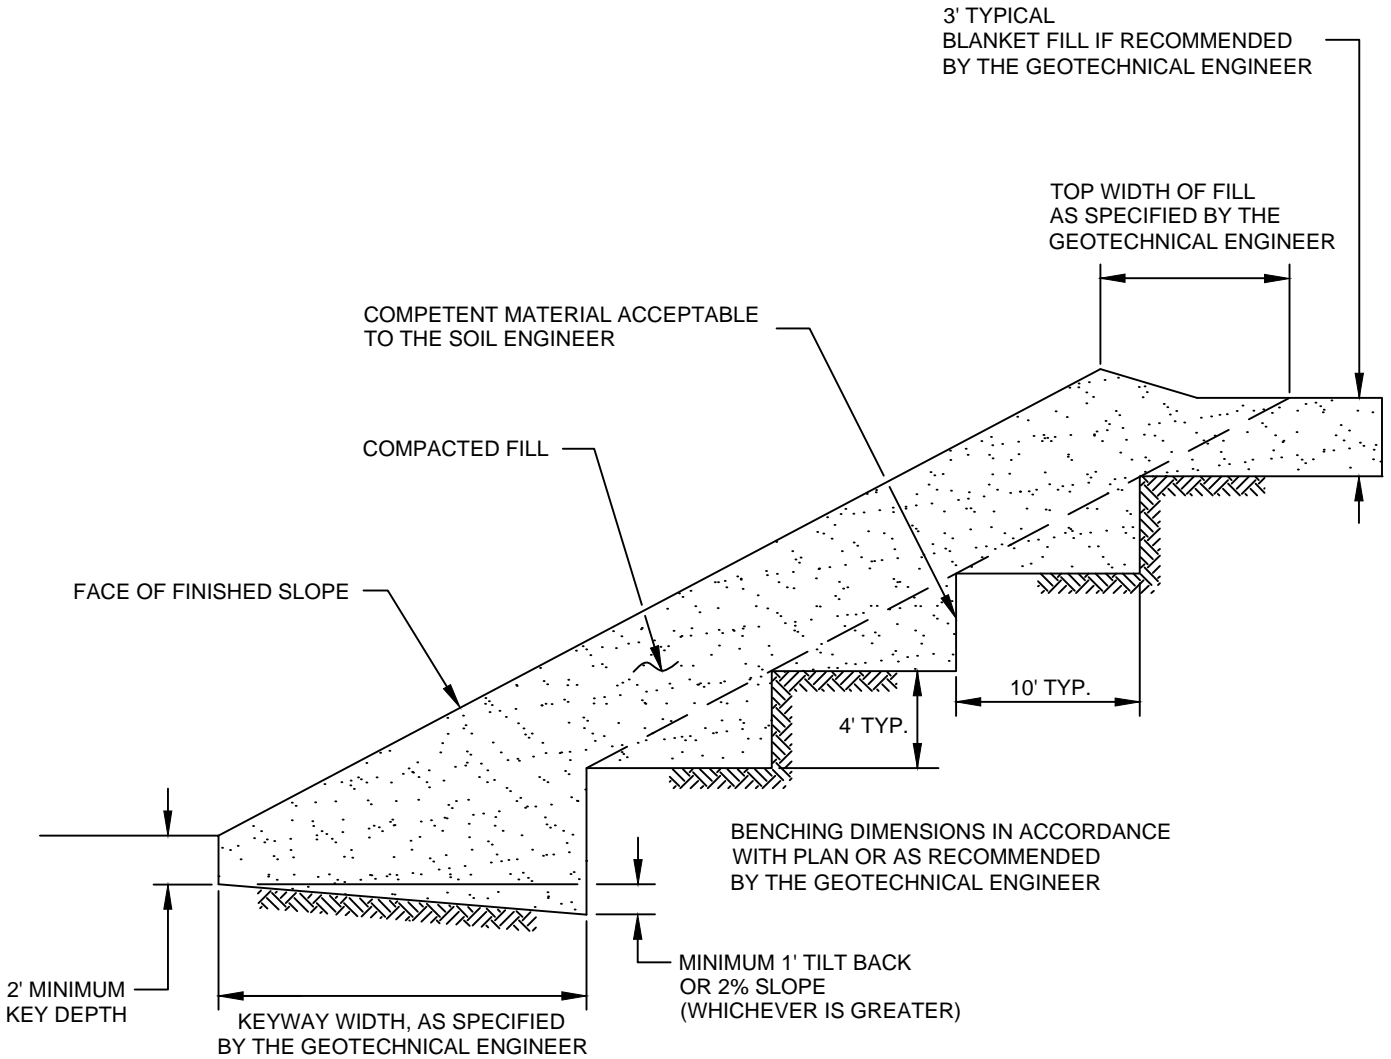 3' TYPICAL
BLANKET FILL IF RECOMMENDED
BY THE GEOTECHNICAL ENGINEER
TOP WIDTH OF FILL
AS SPECIFIED BY THE
GEOTECHNICAL ENGINEER
COMPETENT MATERIAL ACCEPTABLE
TO THE SOIL ENGINEER
COMPACTED FILL
FACE OF FINISHED SLOPE
10' TYP.
4' TYP.
BENCHING DIMENSIONS IN ACCORDANCE
WITH PLAN OR AS RECOMMENDED
BY THE GEOTECHNICAL ENGINEER
MINIMUM 1' TILT BACK
OR 2% SLOPE
(WHICHEVER IS GREATER)
2' MINIMUM
KEY DEPTH
KEYWAY WIDTH, AS SPECIFIED
BY THE GEOTECHNICAL ENGINEER